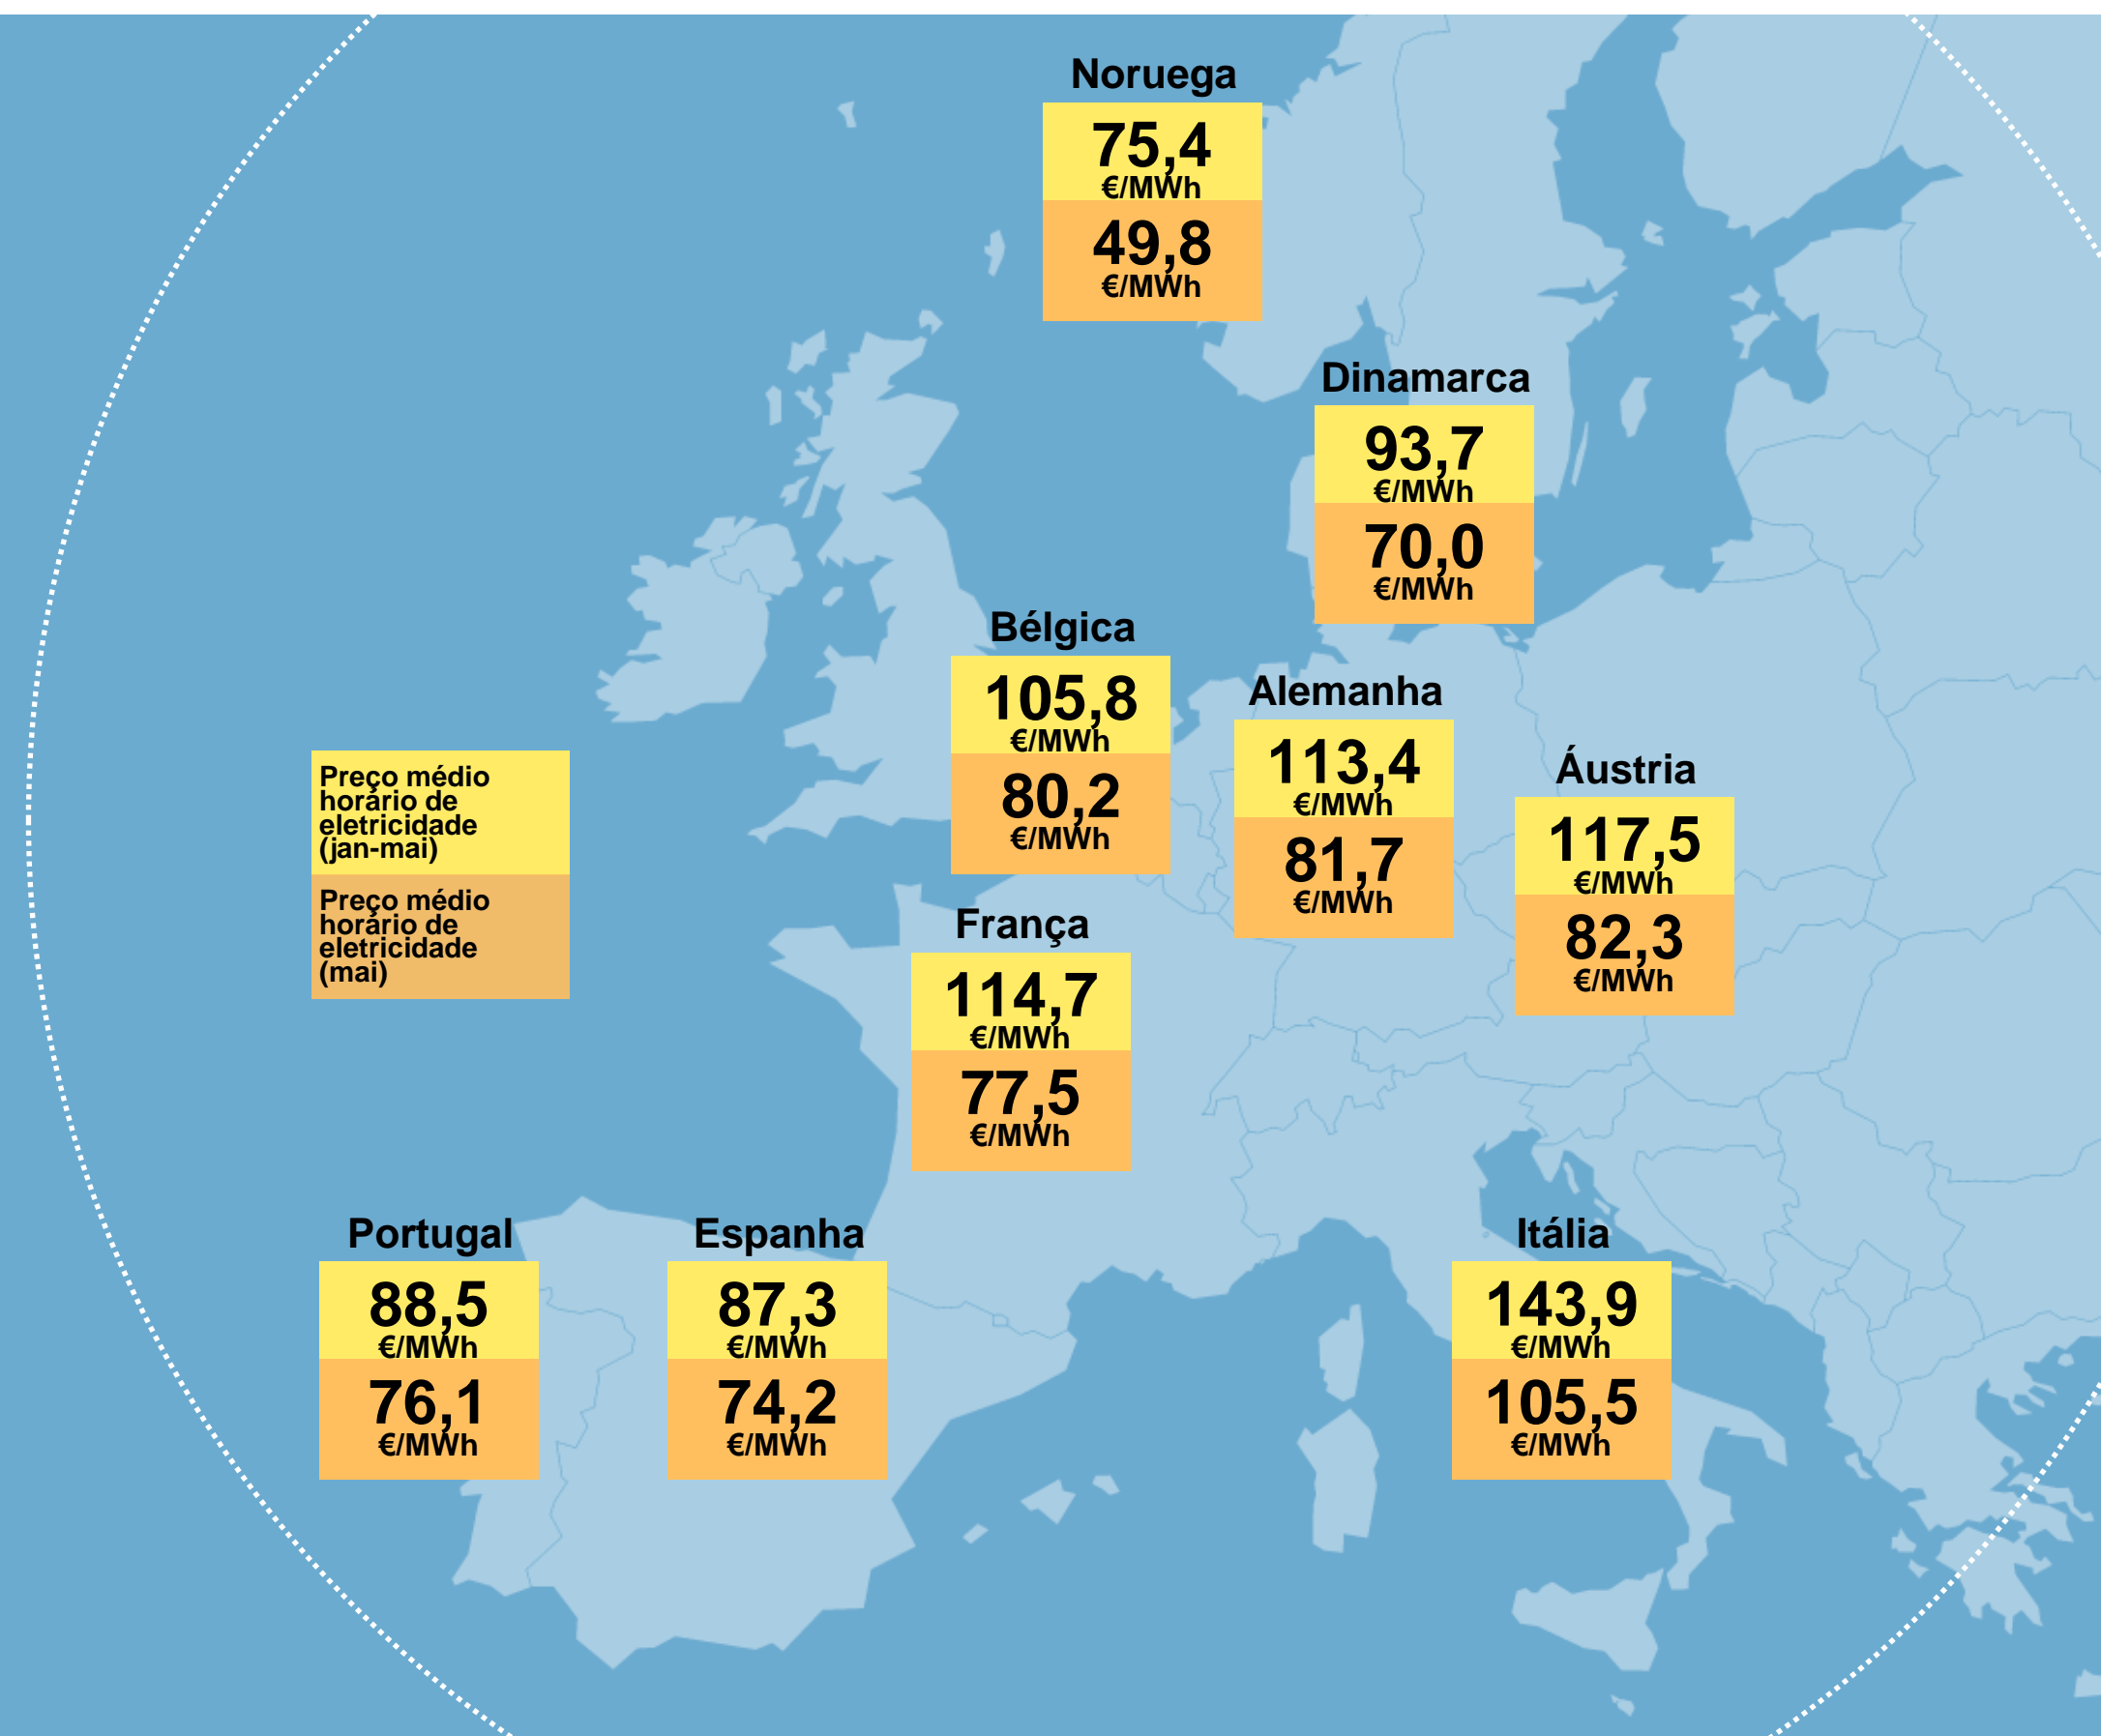 Noruega
75,4
€/MWh
49,8
€/MWh
Dinamarca
93,7
€/MWh
70,0
€/MWh
Bélgica
105,8
€/MWh
80,2
€/MWh
Alemanha
113,4
€/MWh
81,7
€/MWh
Áustria
117,5
€/MWh
82,3
€/MWh
Preço médio
horário de
eletricidade
(jan-mai)
Preço médio
horário de
eletricidade
(mai)
França
114,7
€/MWh
77,5
€/MWh
Portugal
88,5
€/MWh
76,1
€/MWh
Espanha
87,3
€/MWh
74,2
€/MWh
Itália
143,9
€/MWh
105,5
€/MWh